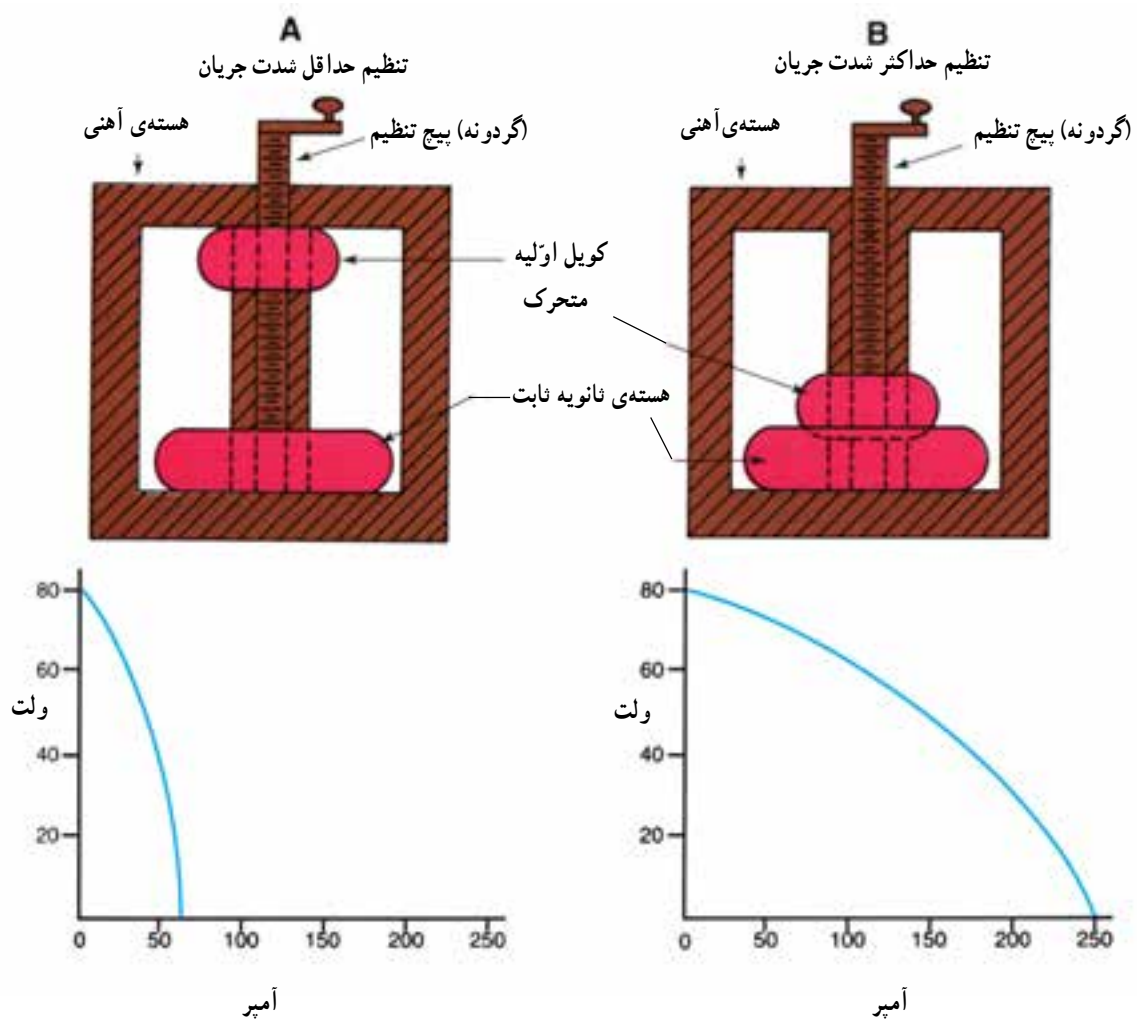 A
تنظیم حداقل شدت جریان
هسته‌ی آهنی
(گردونه) پیچ تنظیم
B
تنظیم حداکثر شدت جریان
هسته‌ی آهنی
(گردونه) پیچ تنظیم
کویل اوّلیه
متحرک
هسته‌ی ثانویه ثابت
80
60
ولت
40
20
0 50 100 150 200 250
آمپر
80
60
ولت
40
20
0 50 100 150 200 250
آمپر